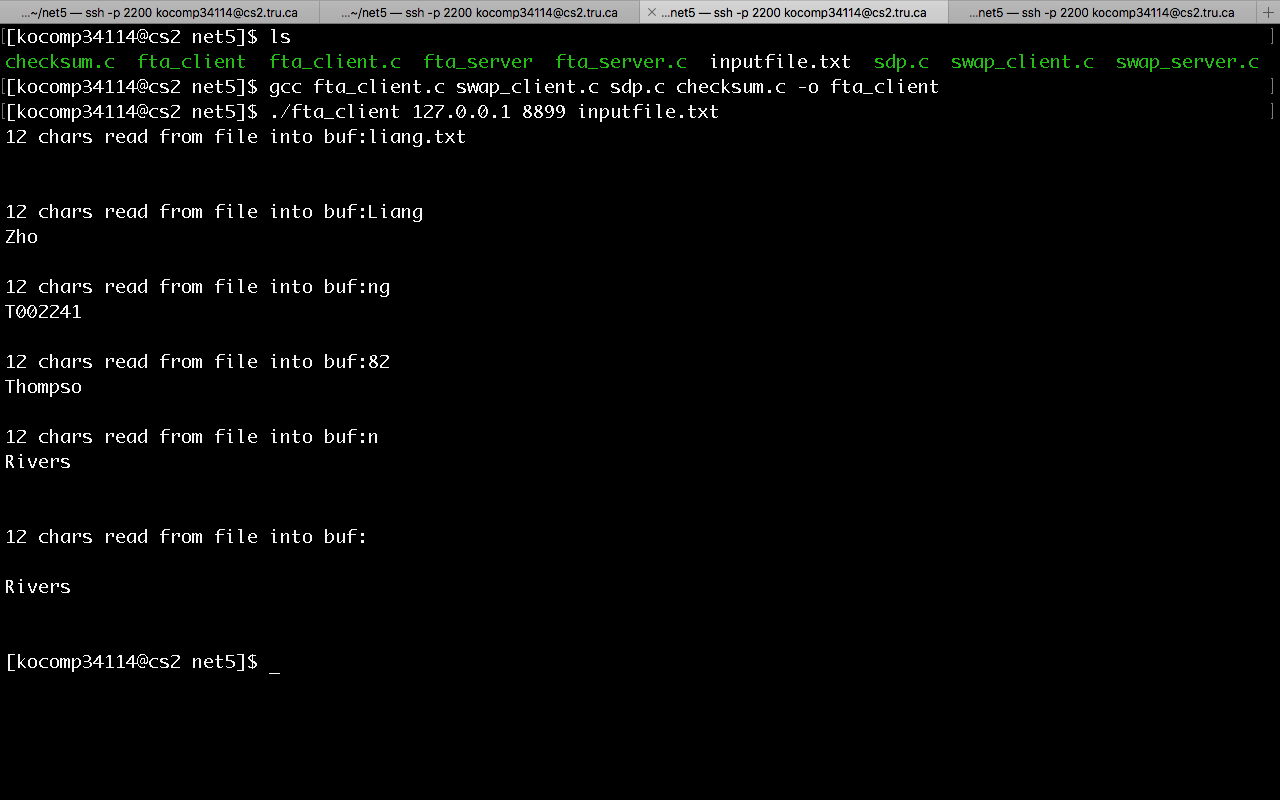 ...~/net5 — ssh -p 2200 kocomp34114@cs2.tru.ca ...~/net5 — ssh -p 2200 kocomp34114@cs2.tru.ca × ...net5 — ssh -p 2200 kocomp34114@cs2.tru.ca ...net5 — ssh -p 2200 kocomp34114@cs2.tru.ca +
[[kocomp34114@cs2 net5]$ ls ]
checksum.c fta_client fta_client.c fta_server fta_server.c inputfile.txt sdp.c swap_client.c swap_server.c
[[kocomp34114@cs2 net5]$ gcc fta_client.c swap_client.c sdp.c checksum.c -o fta_client ]
[[kocomp34114@cs2 net5]$ ./fta_client 127.0.0.1 8899 inputfile.txt ]
12 chars read from file into buf:liang.txt
12 chars read from file into buf:Liang
Zho
12 chars read from file into buf:ng
T002241
12 chars read from file into buf:82
Thompso
12 chars read from file into buf:n
Rivers
12 chars read from file into buf:
Rivers
[kocomp34114@cs2 net5]$ _